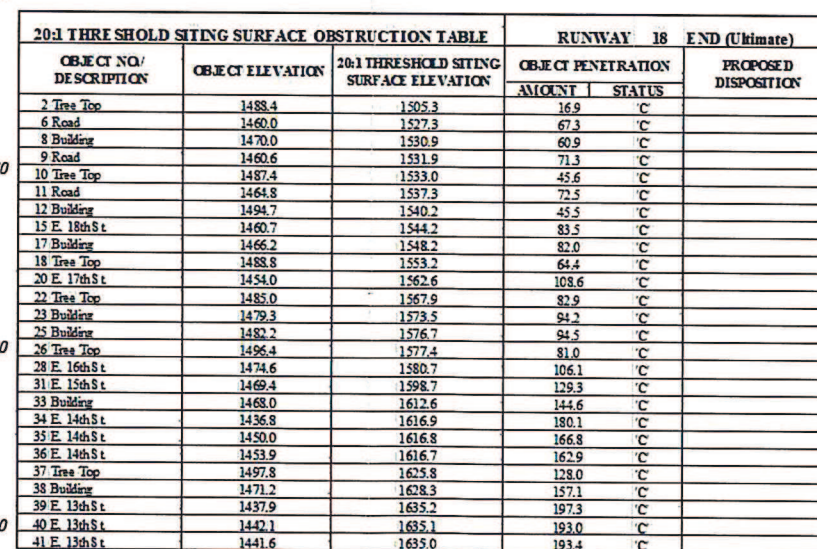 20:1 THRESHOLD SITING SURFACE OBSTRUCTION TABLE RUNWAY 18 END (Ultimate)
OBJECT NO./ DESCRIPTION OBJECT ELEVATION 20:1 THRESHOLD SITING SURFACE ELEVATION OBJECT PENETRATION PROPOSED DISPOSITION
AMOUNT STATUS
2 Tree Top 1488.4 1505.3 16.9 'C'
6 Road 1460.0 1527.3 67.3 'C'
8 Building 1470.0 1530.9 60.9 'C'
9 Road 1460.6 1531.9 71.3 'C'
10 Tree Top 1487.4 1533.0 45.6 'C'
11 Road 1464.8 1537.3 72.5 'C'
12 Building 1494.7 1540.2 45.5 'C'
15 E. 18th St. 1460.7 1544.2 83.5 'C'
17 Building 1466.2 1548.2 82.0 'C'
18 Tree Top 1488.8 1553.2 64.4 'C'
20 E. 17th St. 1454.0 1562.6 108.6 'C'
22 Tree Top 1485.0 1567.9 82.9 'C'
23 Building 1479.3 1573.5 94.2 'C'
25 Building 1482.2 1576.7 94.5 'C'
26 Tree Top 1496.4 1577.4 81.0 'C'
28 E. 16th St. 1474.6 1580.7 106.1 'C'
31 E. 15th St. 1469.4 1598.7 129.3 'C'
33 Building 1468.0 1612.6 144.6 'C'
34 E. 14th St. 1436.8 1616.9 180.1 'C'
35 E. 14th St. 1450.0 1616.8 166.8 'C'
36 E. 14th St. 1453.9 1616.7 162.9 'C'
37 Tree Top 1497.8 1625.8 128.0 'C'
38 Building 1471.2 1628.3 157.1 'C'
39 E. 13th St. 1437.9 1635.2 197.3 'C'
40 E. 13th St. 1442.1 1635.1 193.0 'C'
41 E. 13th St. 1441.6 1635.0 193.4 'C'